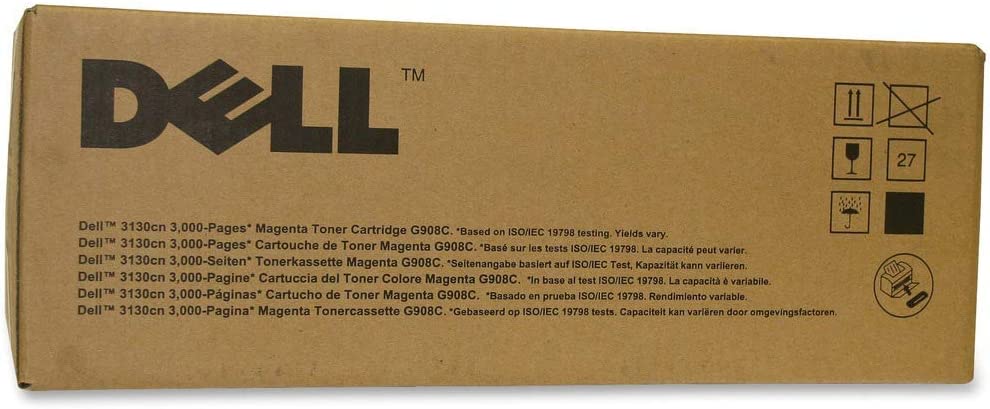 DELL™
27
Dell™ 3130cn 3,000-Pages* Magenta Toner Cartridge G908C. *Based on ISO/IEC 19798 testing. Yields vary.
Dell™ 3130cn 3,000-Pages* Cartouche de Toner Magenta G908C. *Basé sur les tests ISO/IEC 19798. La capacité peut varier.
Dell™ 3130cn 3,000-Seiten* Tonerkassette Magenta G908C. *Seitenangabe basiert auf ISO/IEC Test, Kapazität kann variieren.
Dell™ 3130cn 3,000-Pagine* Cartuccia del Toner Colore Magenta G908C. *In base al test ISO/IEC 19798. La capacità è variabile.
Dell™ 3130cn 3,000-Páginas* Cartucho de Toner Magenta G908C. *Basado en prueba ISO/IEC 19798. Rendimiento variable.
Dell™ 3130cn 3,000-Pagina* Magenta Tonercassette G908C. *Gebaseerd op ISO/IEC 19798 tests. Capaciteit kan variëren door omgevingsfactoren.